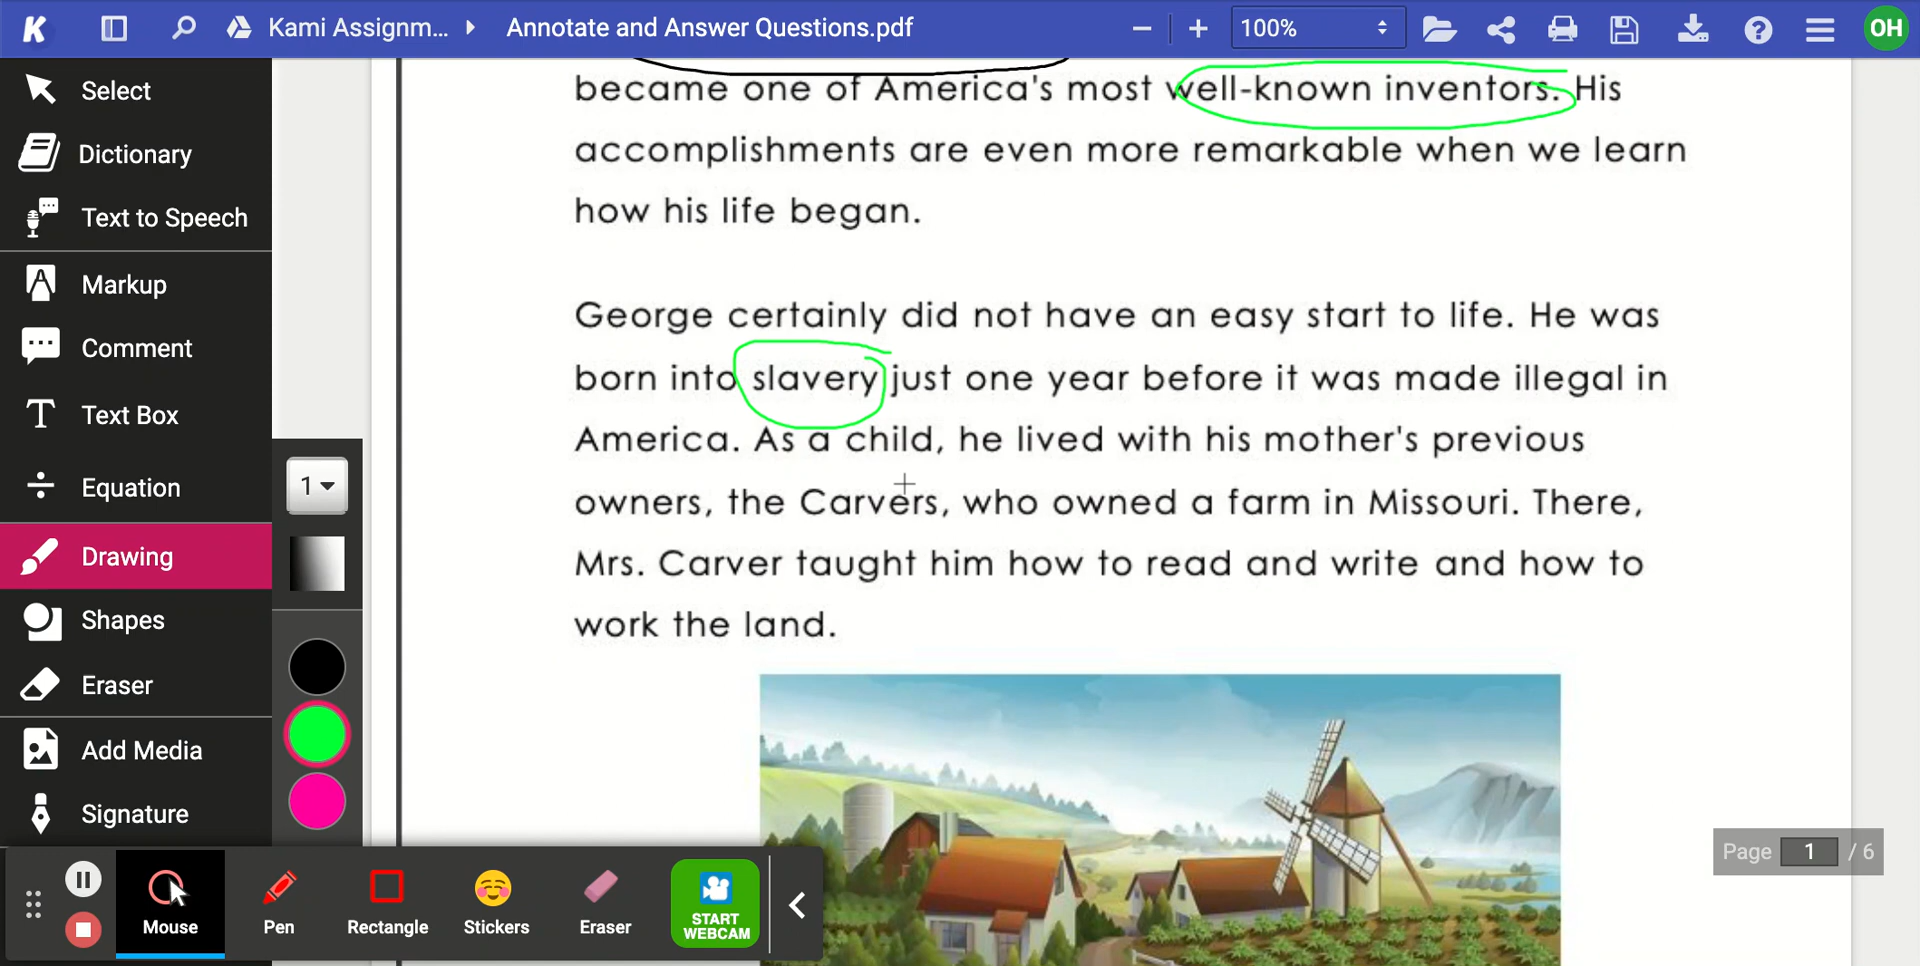 Kami Assignm... Annotate and Answer Questions.pdf 100% OH
Select
Dictionary
Text to Speech
Markup
Comment
Text Box
Equation
Drawing
Shapes
Eraser
Add Media
Signature
1
became one of America's most well-known inventors. His
accomplishments are even more remarkable when we learn
how his life began.
George certainly did not have an easy start to life. He was
born into slavery just one year before it was made illegal in
America. As a child, he lived with his mother's previous
owners, the Carvers, who owned a farm in Missouri. There,
Mrs. Carver taught him how to read and write and how to
work the land.
Page 1 / 6
Mouse
Pen
Rectangle
Stickers
Eraser
START
WEBCAM